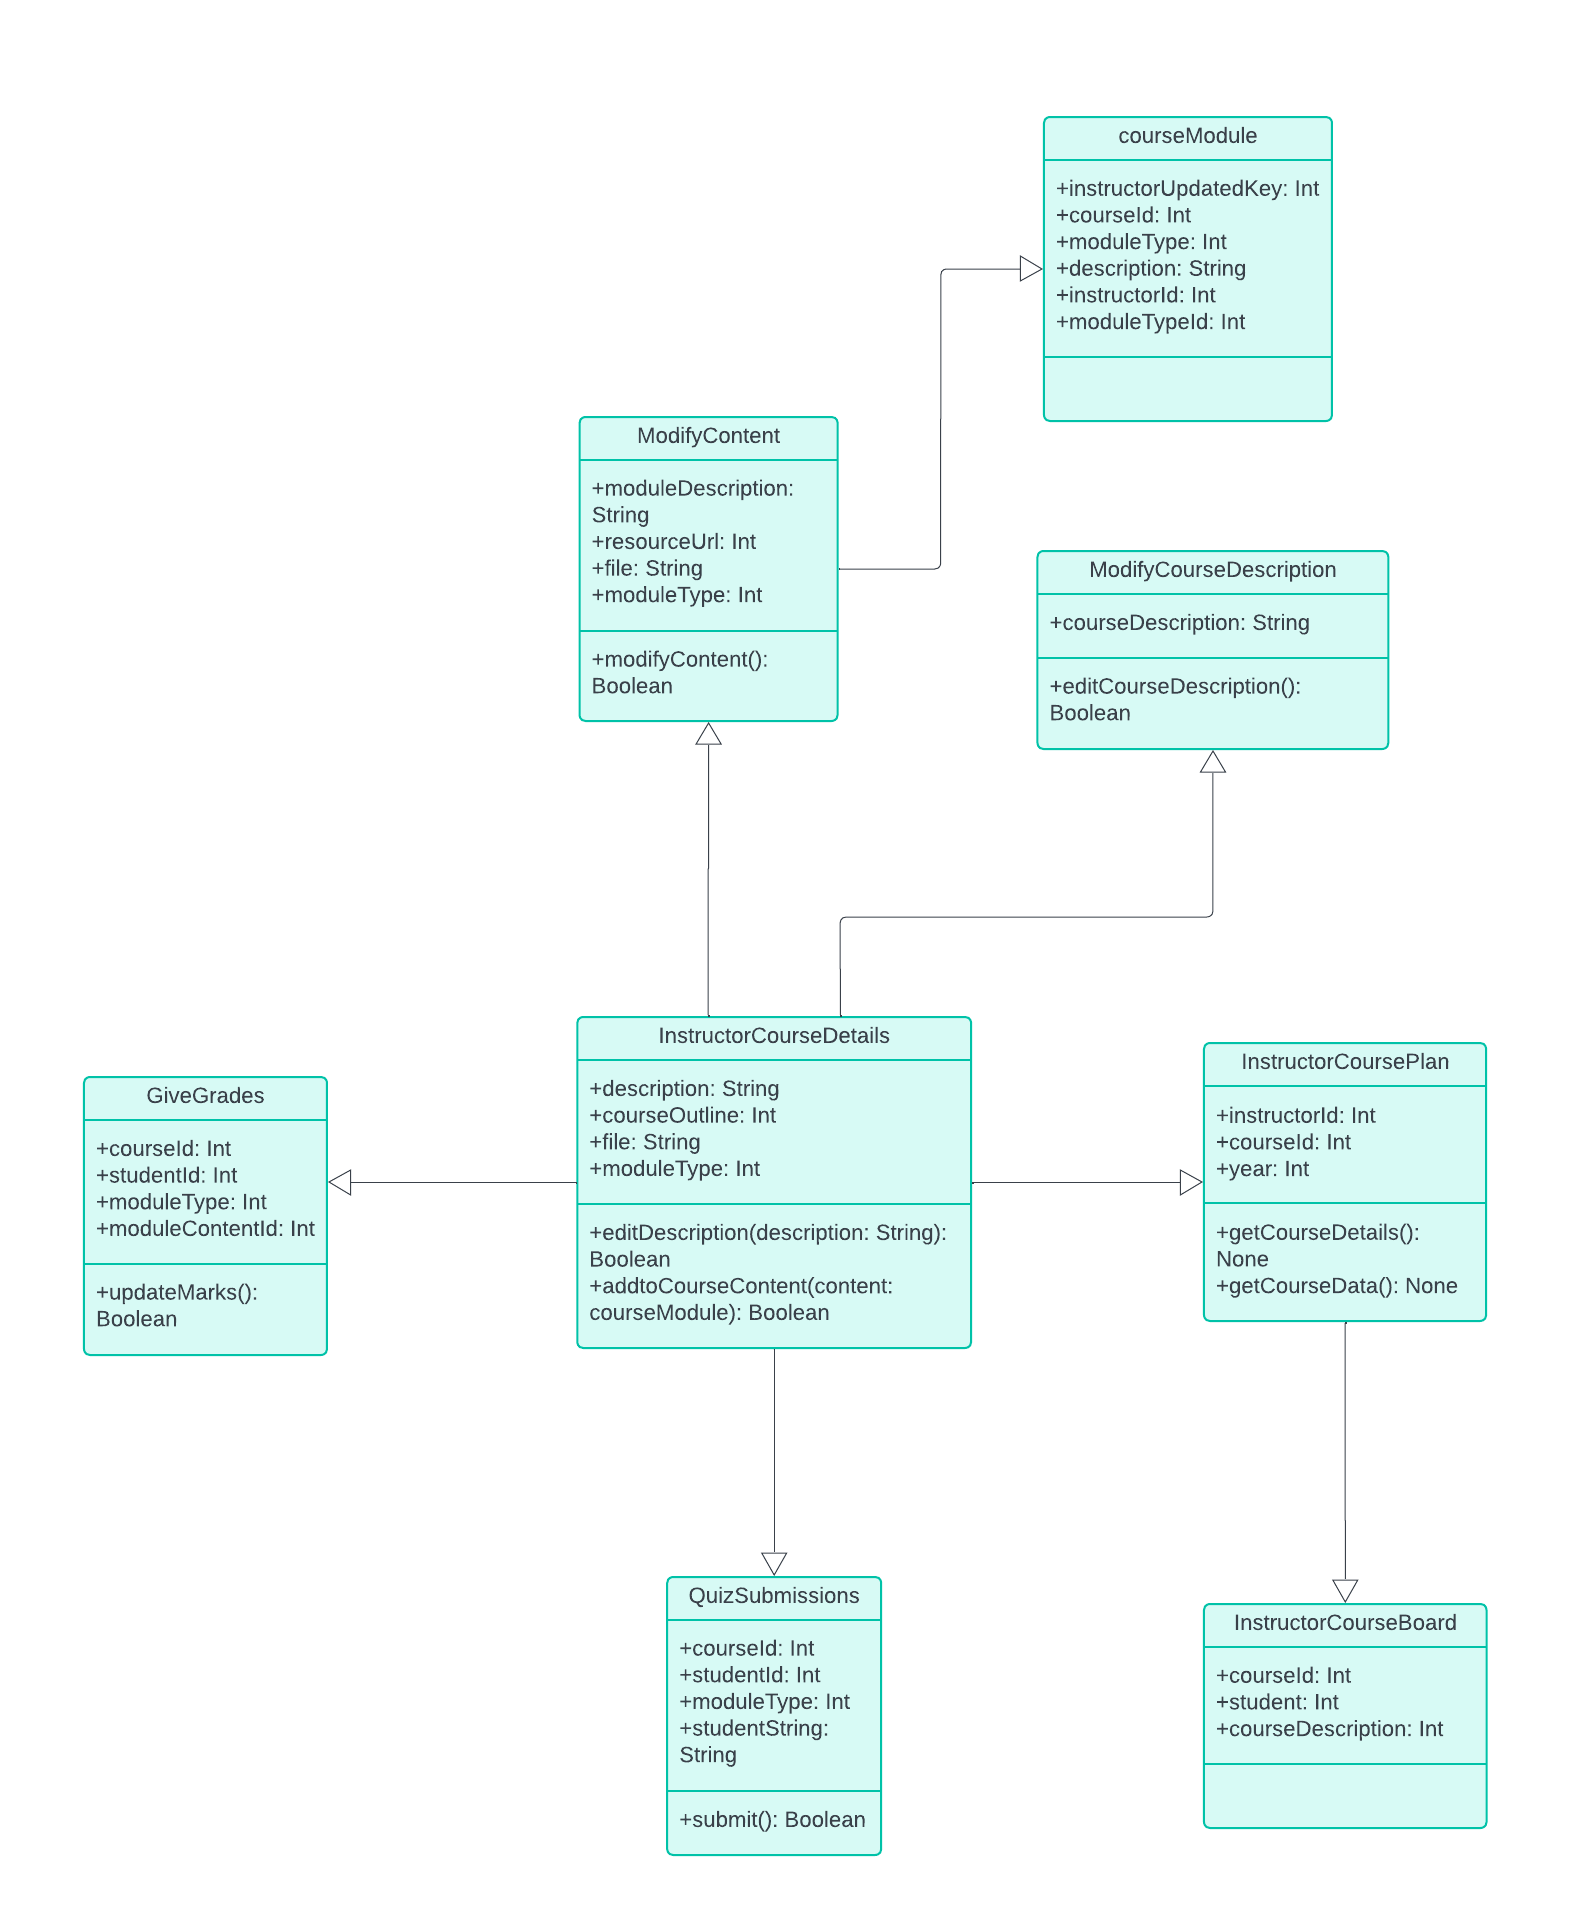 courseModule
+instructorUpdatedKey: Int
+courseId: Int
+moduleType: Int
+description: String
+instructorId: Int
+moduleTypeId: Int
ModifyContent
+moduleDescription:
String
+resourceUrl: Int
+file: String
+moduleType: Int
+modifyContent():
Boolean
ModifyCourseDescription
+courseDescription: String
+editCourseDescription():
Boolean
InstructorCourseDetails
+description: String
+courseOutline: Int
+file: String
+moduleType: Int
+editDescription(description: String):
Boolean
+addtoCourseContent(content:
courseModule): Boolean
InstructorCoursePlan
+instructorId: Int
+courseId: Int
+year: Int
+getCourseDetails():
None
+getCourseData(): None
GiveGrades
+courseId: Int
+studentId: Int
+moduleType: Int
+moduleContentId: Int
+updateMarks():
Boolean
QuizSubmissions
+courseId: Int
+studentId: Int
+moduleType: Int
+studentString:
String
+submit(): Boolean
InstructorCourseBoard
+courseId: Int
+student: Int
+courseDescription: Int